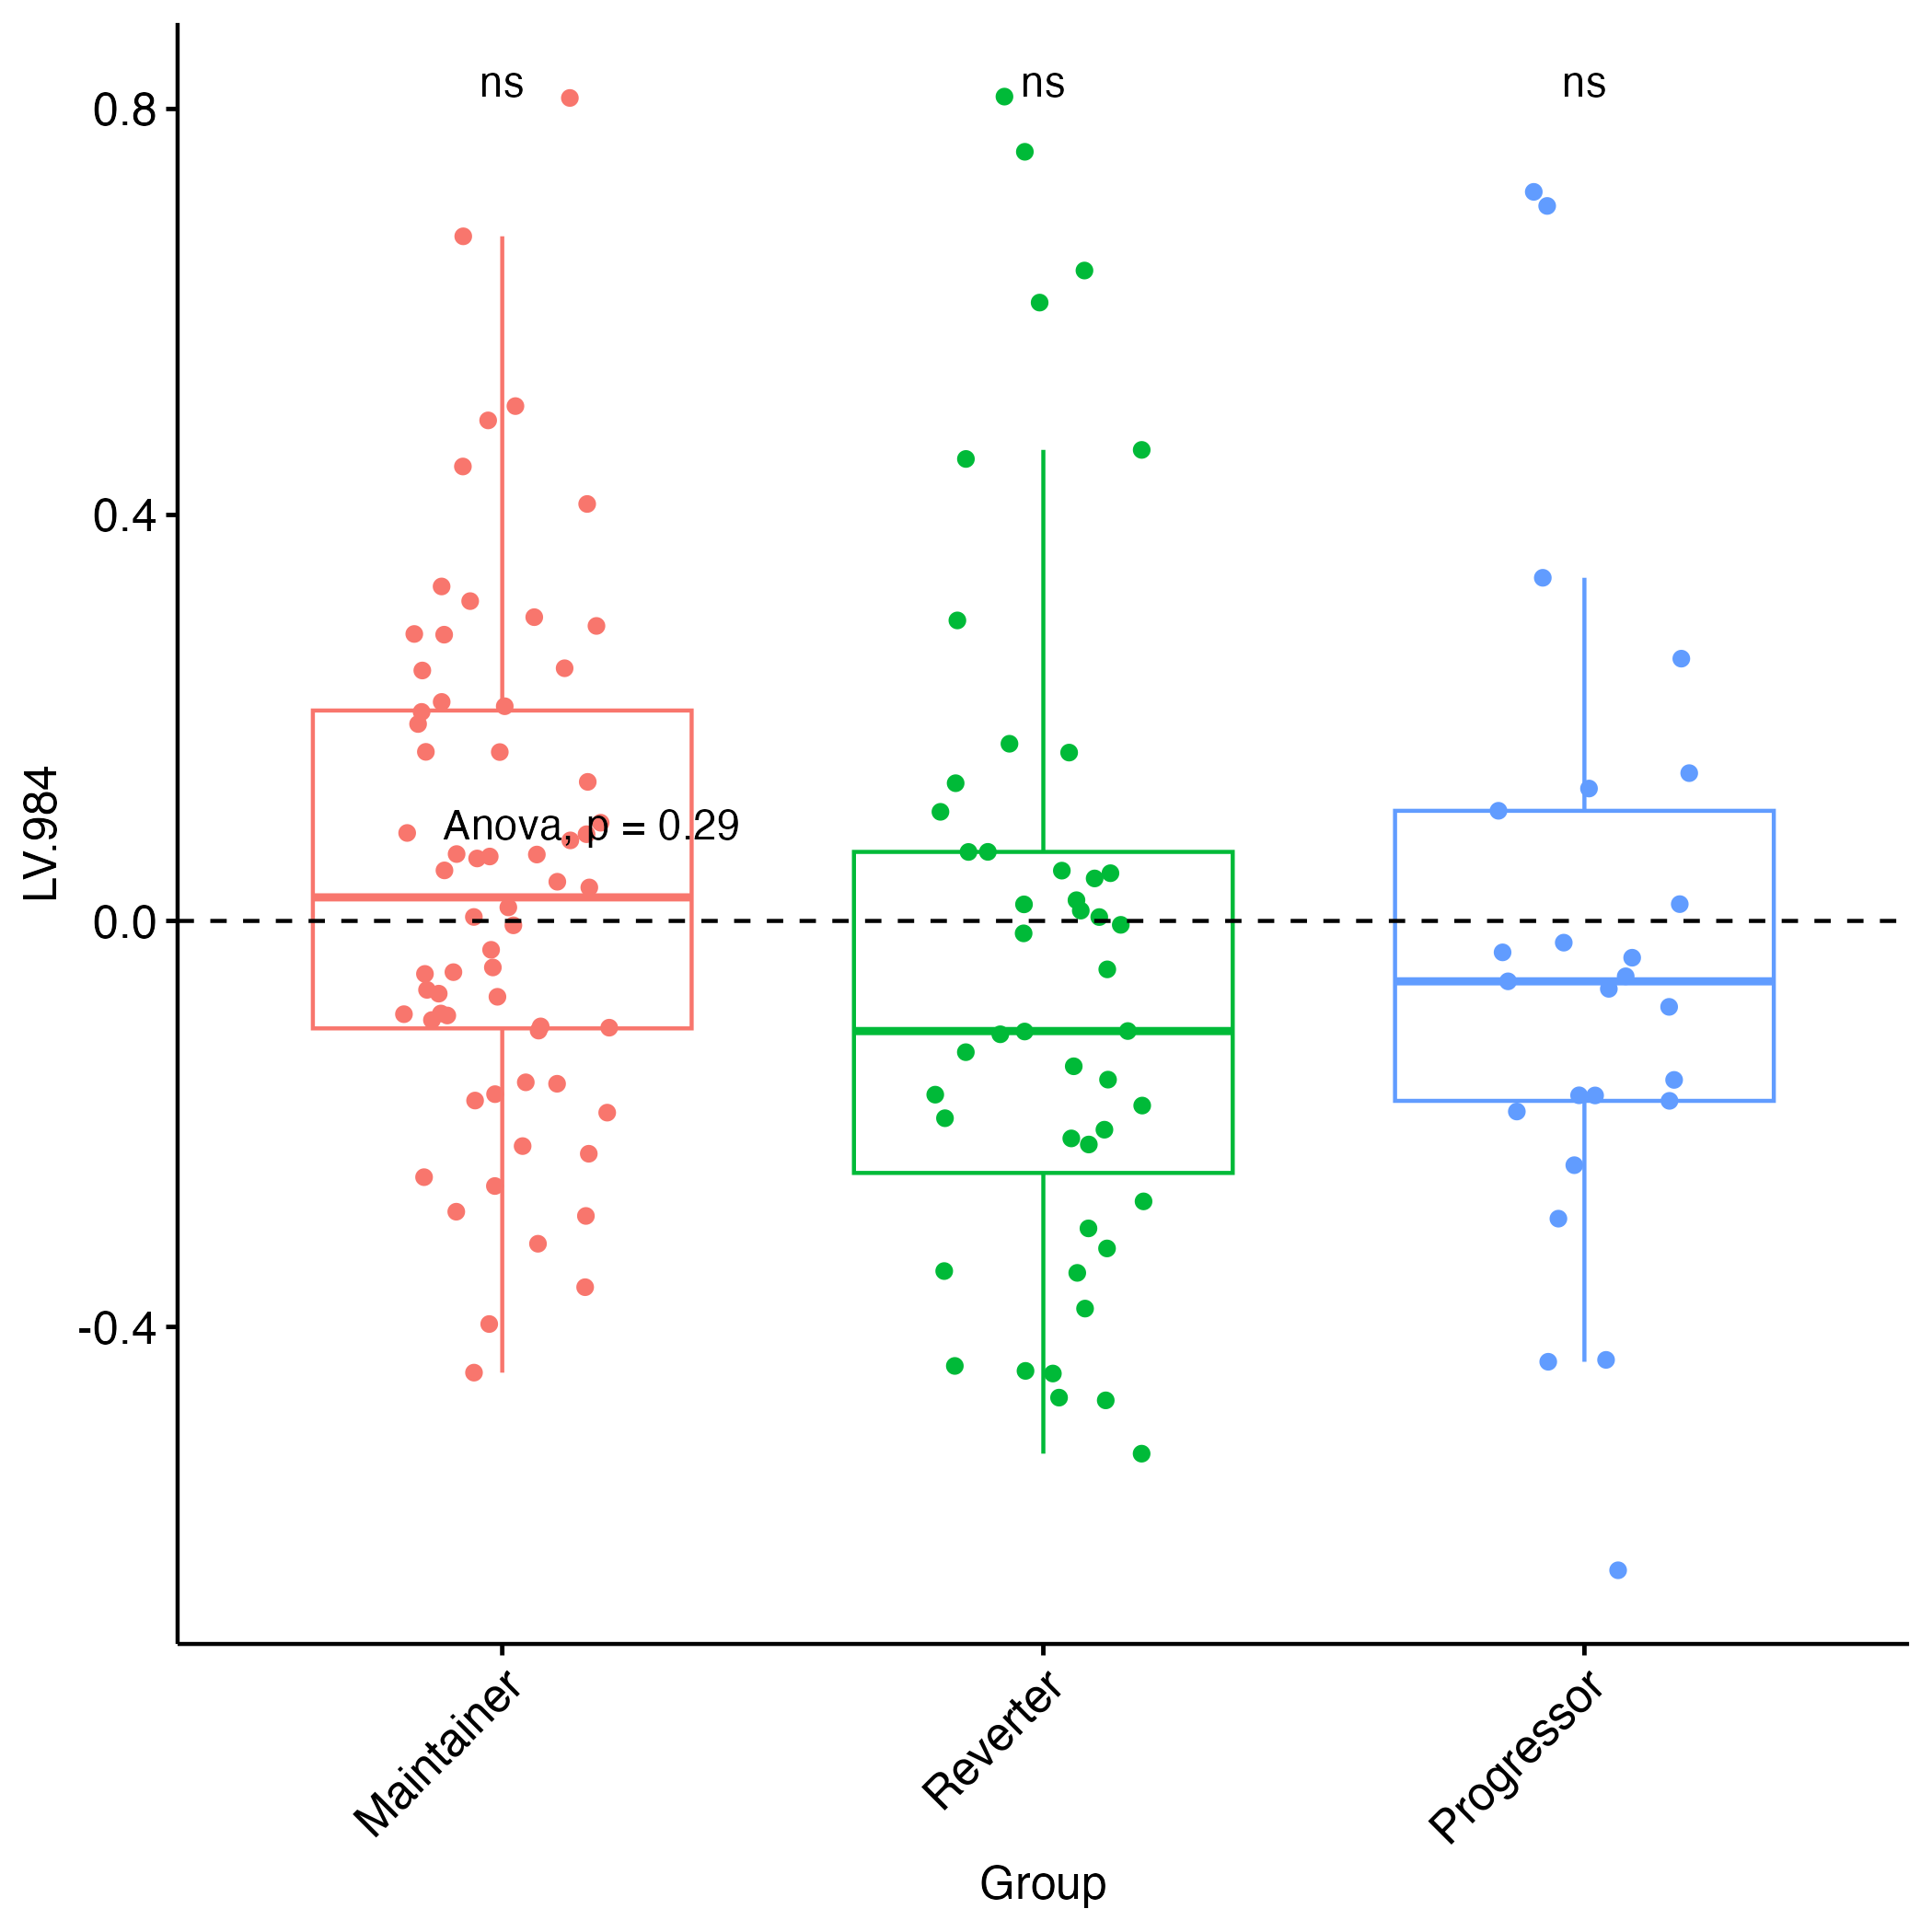 ns ns ns
0.8
0.4
Anova, p = 0.29
LV.984
0.0
-0.4
Maintainer Reverter Progressor
Group